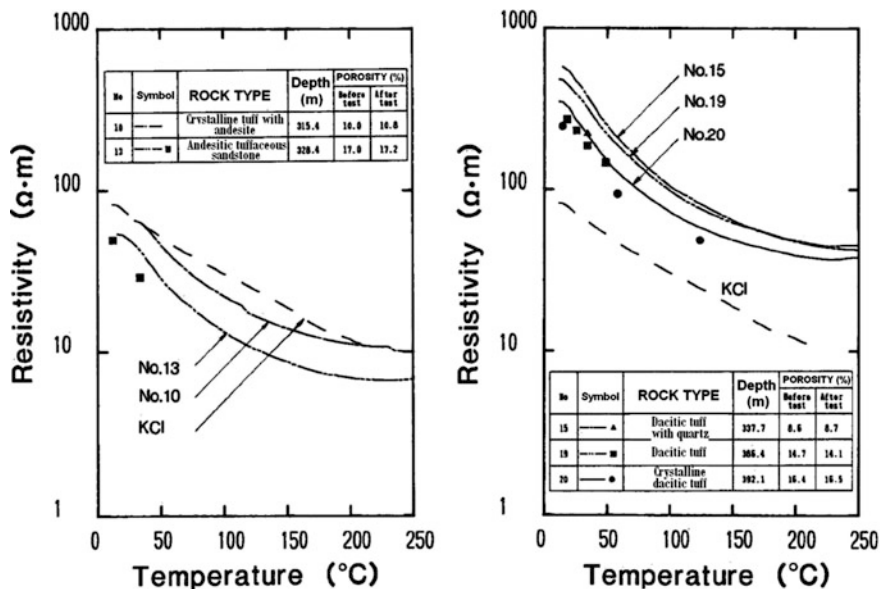 1000
100
10
1
Resistivity (Ω·m)
No Symbol ROCK TYPE Depth (m) POROSITY (%) Before test After test
10 Crystalline tuff with andesite 315.4 10.0 10.8
13 Andesitic tuffaceous sandstone 328.4 17.0 17.2
No.13
No.10
KCl
0 50 100 150 200 250
Temperature (°C)
1000
100
10
1
Resistivity (Ω·m)
No.15
No.19
No.20
KCl
No Symbol ROCK TYPE Depth (m) POROSITY (%) Before test After test
15 Dacitic tuff with quartz 337.7 8.7
19 Dacitic tuff 386.4 14.7 14.1
20 Crystalline dacitic tuff 392.1 16.4 16.5
0 50 100 150 200 250
Temperature (°C)